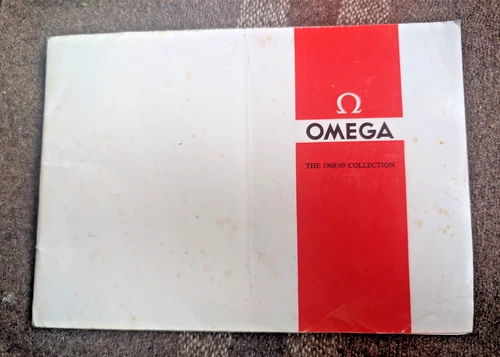 Ω
OMEGA
THE 1968/69 COLLECTION